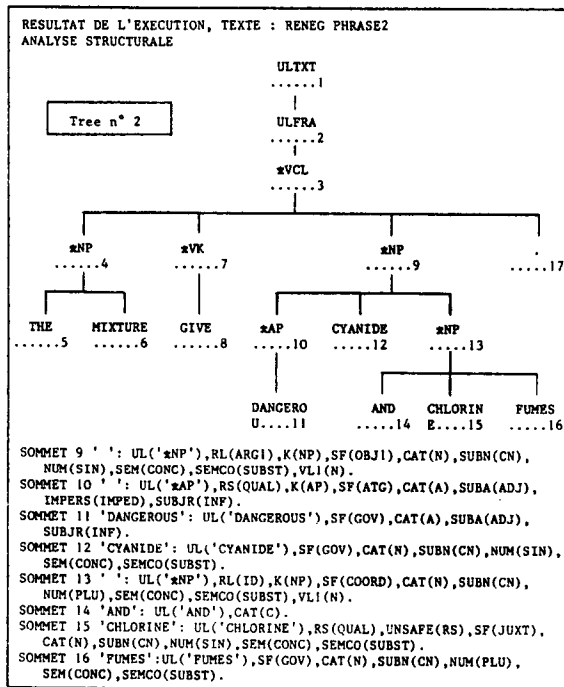 RESULTAT DE L'EXECUTION, TEXTE : RENEG PHRASE2
ANALYSE STRUCTURALE
ULTXT
......1
Tree n° 2
ULFRA
......2
*VCL
......3
*NP *VK *NP .
......4 ......7 ......9 ......17
THE MIXTURE GIVE *AP CYANIDE *NP
......5 ......6 ......8 .....10 .....12 .....13
DANGERO AND CHLORIN FUMES
U....11 .....14 E....15 .....16
SOMMET 9 ' ': UL('*NP'),RL(ARG1),K(NP),SF(OBJ1),CAT(N),SUBN(CN),
NUM(SIN),SEM(CONC),SEMCO(SUBST),VL1(N).
SOMMET 10 ' ': UL('*AP'),RS(QUAL),K(AP),SF(ATG),CAT(A),SUBA(ADJ),
IMPERS(IMPED),SUBJR(INF).
SOMMET 11 'DANGEROUS': UL('DANGEROUS'),SF(GOV),CAT(A),SUBA(ADJ),
SUBJR(INF).
SOMMET 12 'CYANIDE': UL('CYANIDE'),SF(GOV),CAT(N),SUBN(CN),NUM(SIN),
SEM(CONC),SEMCO(SUBST).
SOMMET 13 ' ': UL('*NP'),RL(ID),K(NP),SF(COORD),CAT(N),SUBN(CN),
NUM(PLU),SEM(CONC),SEMCO(SUBST),VL1(N).
SOMMET 14 'AND': UL('AND'),CAT(C).
SOMMET 15 'CHLORINE': UL('CHLORINE'),RS(QUAL),UNSAFE(RS),SF(JUXT),
CAT(N),SUBN(CN),NUM(SIN),SEM(CONC),SEMCO(SUBST).
SOMMET 16 'FUMES':UL('FUMES'),SF(GOV),CAT(N),SUBN(CN),NUM(PLU),
SEM(CONC),SEMCO(SUBST).